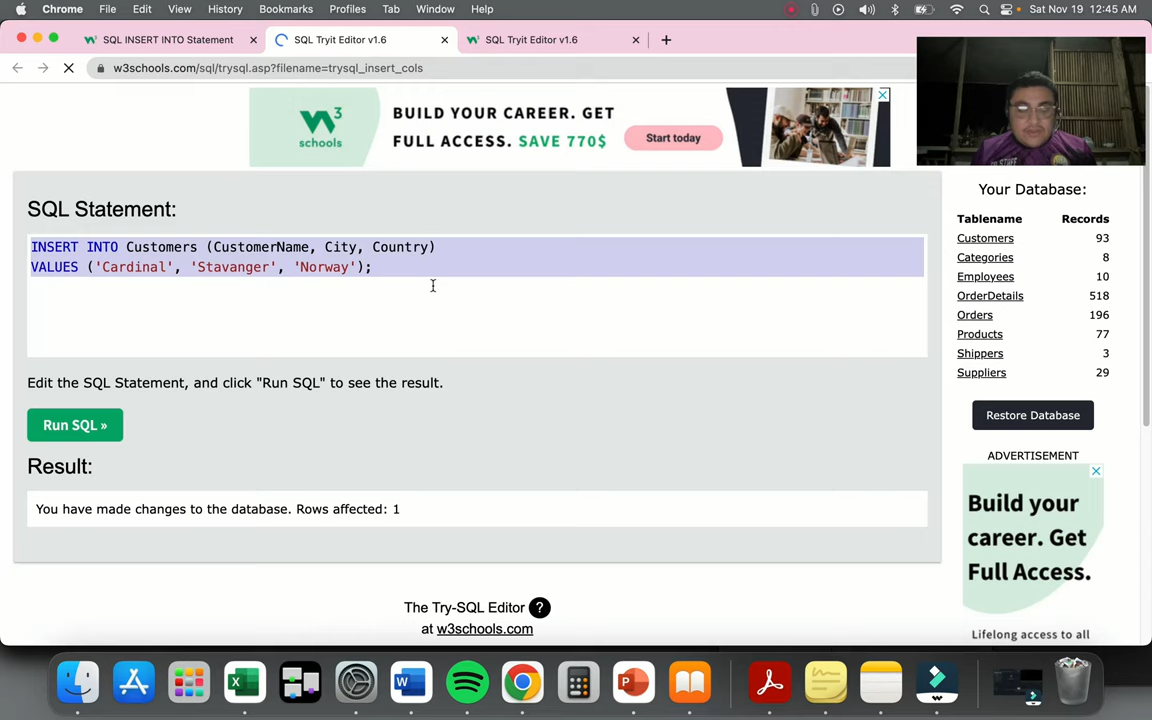 Chrome File Edit View History Bookmarks Profiles Tab Window Help Sat Nov 19 12:45 AM
SQL INSERT INTO Statement
SQL Tryit Editor v1.6
SQL Tryit Editor v1.6
w3schools.com/sql/trysql.asp?filename=trysql_insert_cols
w3 schools
BUILD YOUR CAREER. GET
FULL ACCESS. SAVE 770$
Start today
SQL Statement:
INSERT INTO Customers (CustomerName, City, Country)
VALUES ('Cardinal', 'Stavanger', 'Norway');
Edit the SQL Statement, and click "Run SQL" to see the result.
Run SQL »
Result:
You have made changes to the database. Rows affected: 1
The Try-SQL Editor ?
at w3schools.com
Your Database:
Tablename Records
Customers 93
Categories 8
Employees 10
OrderDetails 518
Orders 196
Products 77
Shippers 3
Suppliers 29
Restore Database
ADVERTISEMENT
Build your
career. Get
Full Access.
Lifelong access to all